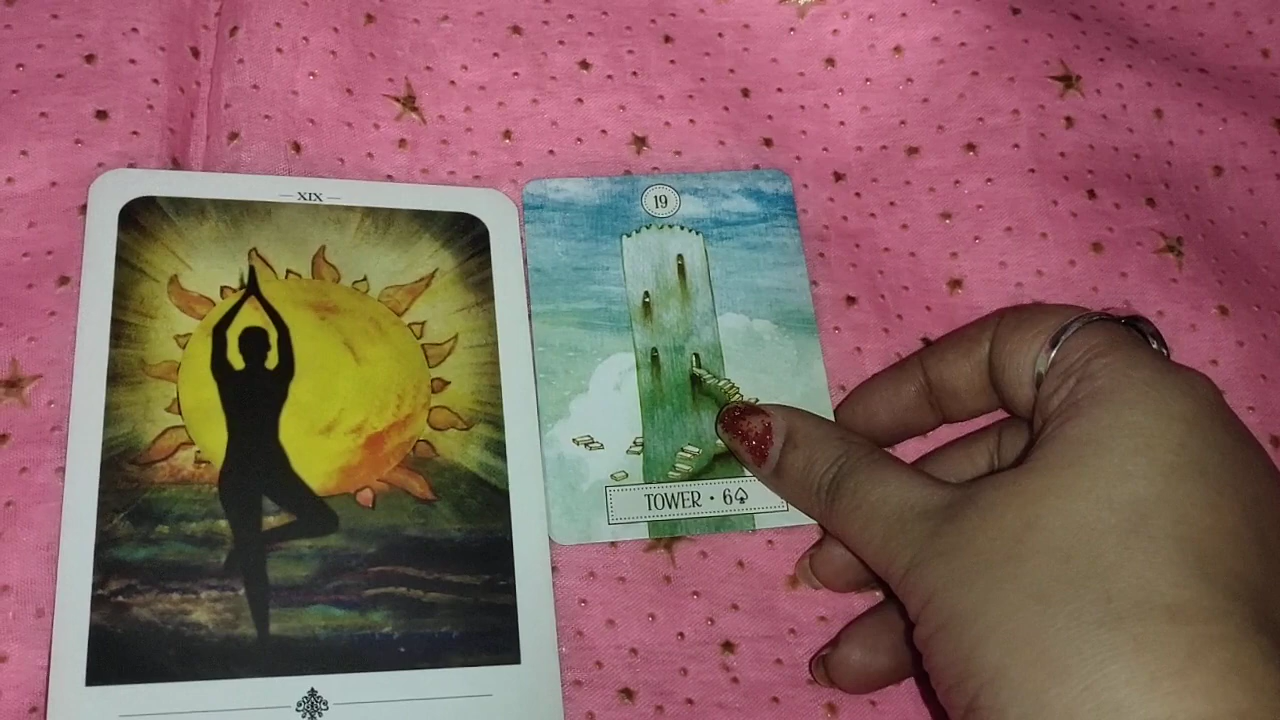 — XIX —
19
TOWER • 6♠